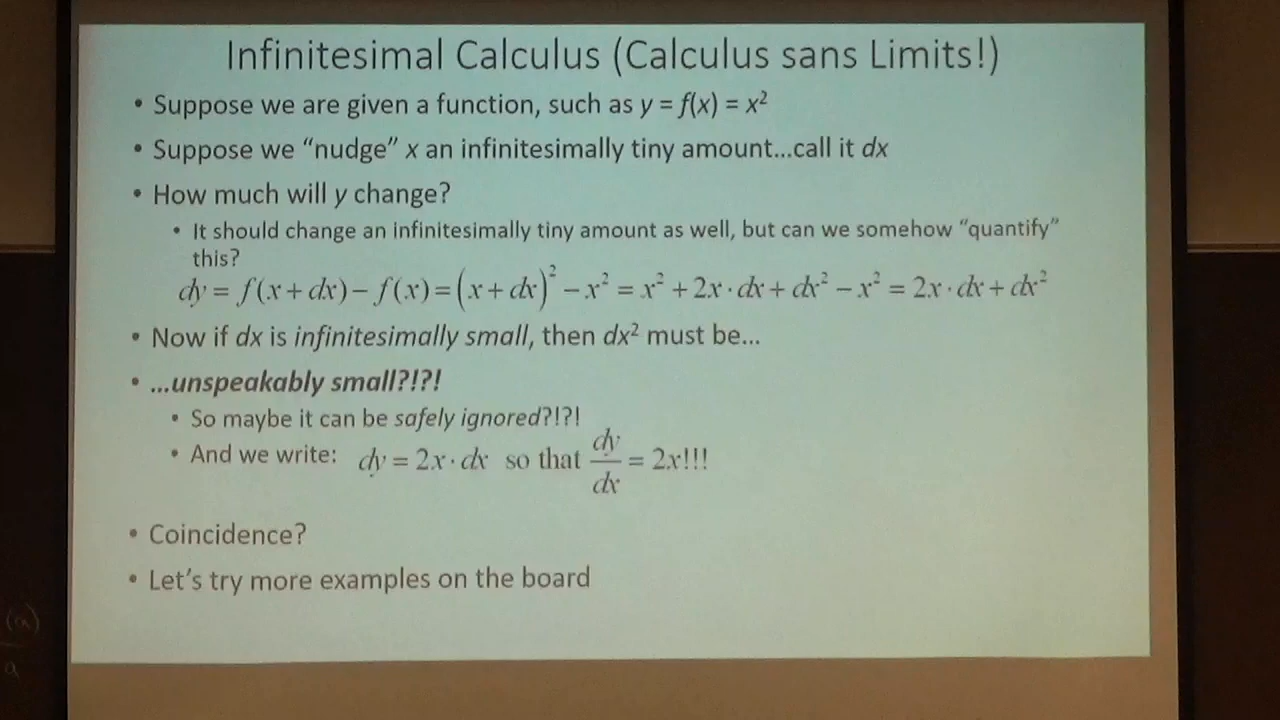 Infinitesimal Calculus (Calculus sans Limits!)
• Suppose we are given a function, such as y = f(x) = x²
• Suppose we “nudge” x an infinitesimally tiny amount…call it dx
• How much will y change?
• It should change an infinitesimally tiny amount as well, but can we somehow “quantify”
this?
dy = f(x + dx) − f(x) = (x + dx)² − x² = x² + 2x · dx + dx² − x² = 2x · dx + dx²
• Now if dx is infinitesimally small, then dx² must be…
• …unspeakably small?!?!
• So maybe it can be safely ignored?!?!
• And we write: dy = 2x · dx so that dy/dx = 2x!!!
• Coincidence?
• Let’s try more examples on the board
(a)
a